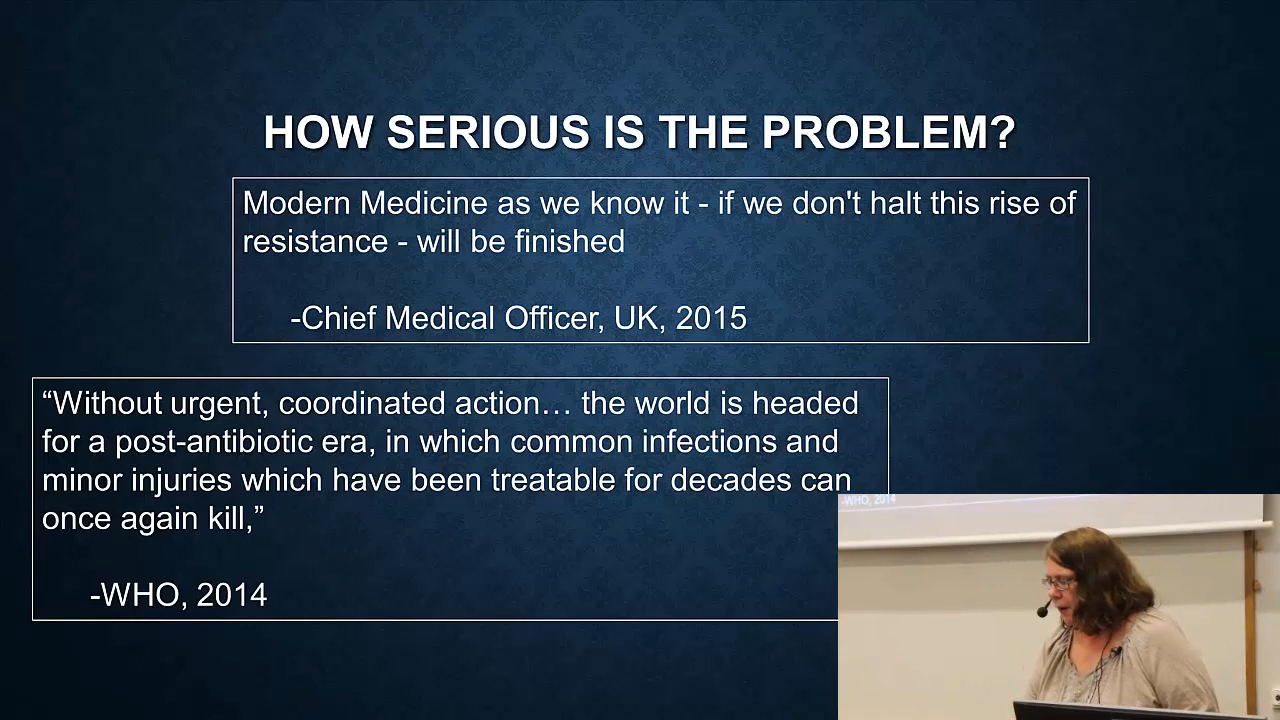 HOW SERIOUS IS THE PROBLEM?
Modern Medicine as we know it - if we don't halt this rise of
resistance - will be finished
-Chief Medical Officer, UK, 2015
“Without urgent, coordinated action… the world is headed
for a post-antibiotic era, in which common infections and
minor injuries which have been treatable for decades can
once again kill,”
-WHO, 2014
-WHO, 2014